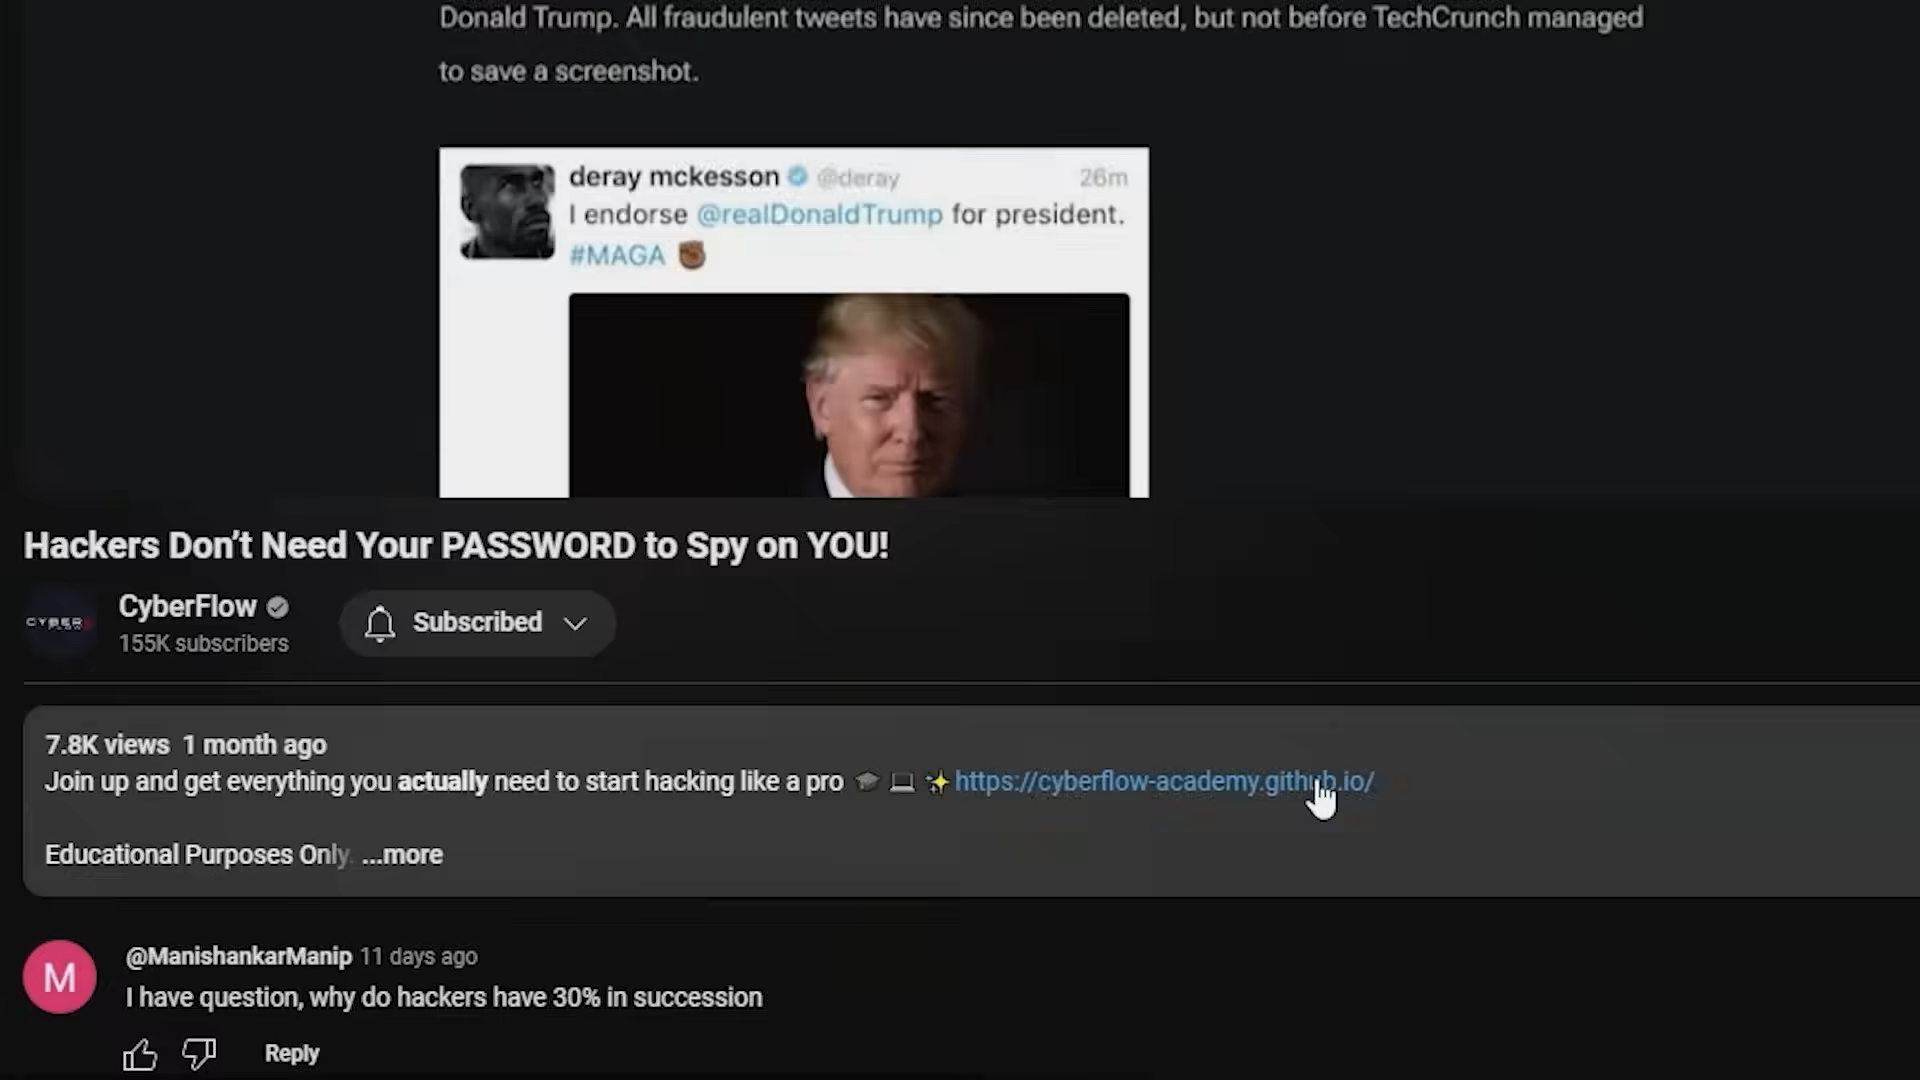 Donald Trump. All fraudulent tweets have since been deleted, but not before TechCrunch managed
to save a screenshot.
deray mckesson @deray 26m
I endorse @realDonaldTrump for president.
#MAGA ✊🏾
Hackers Don’t Need Your PASSWORD to Spy on YOU!
CYBER
CyberFlow
155K subscribers
Subscribed
7.8K views 1 month ago
Join up and get everything you actually need to start hacking like a pro 🎓 💻 ✨ https://cyberflow-academy.github.io/
Educational Purposes Only. ...more
M
@ManishankarManip 11 days ago
I have question, why do hackers have 30% in succession
Reply